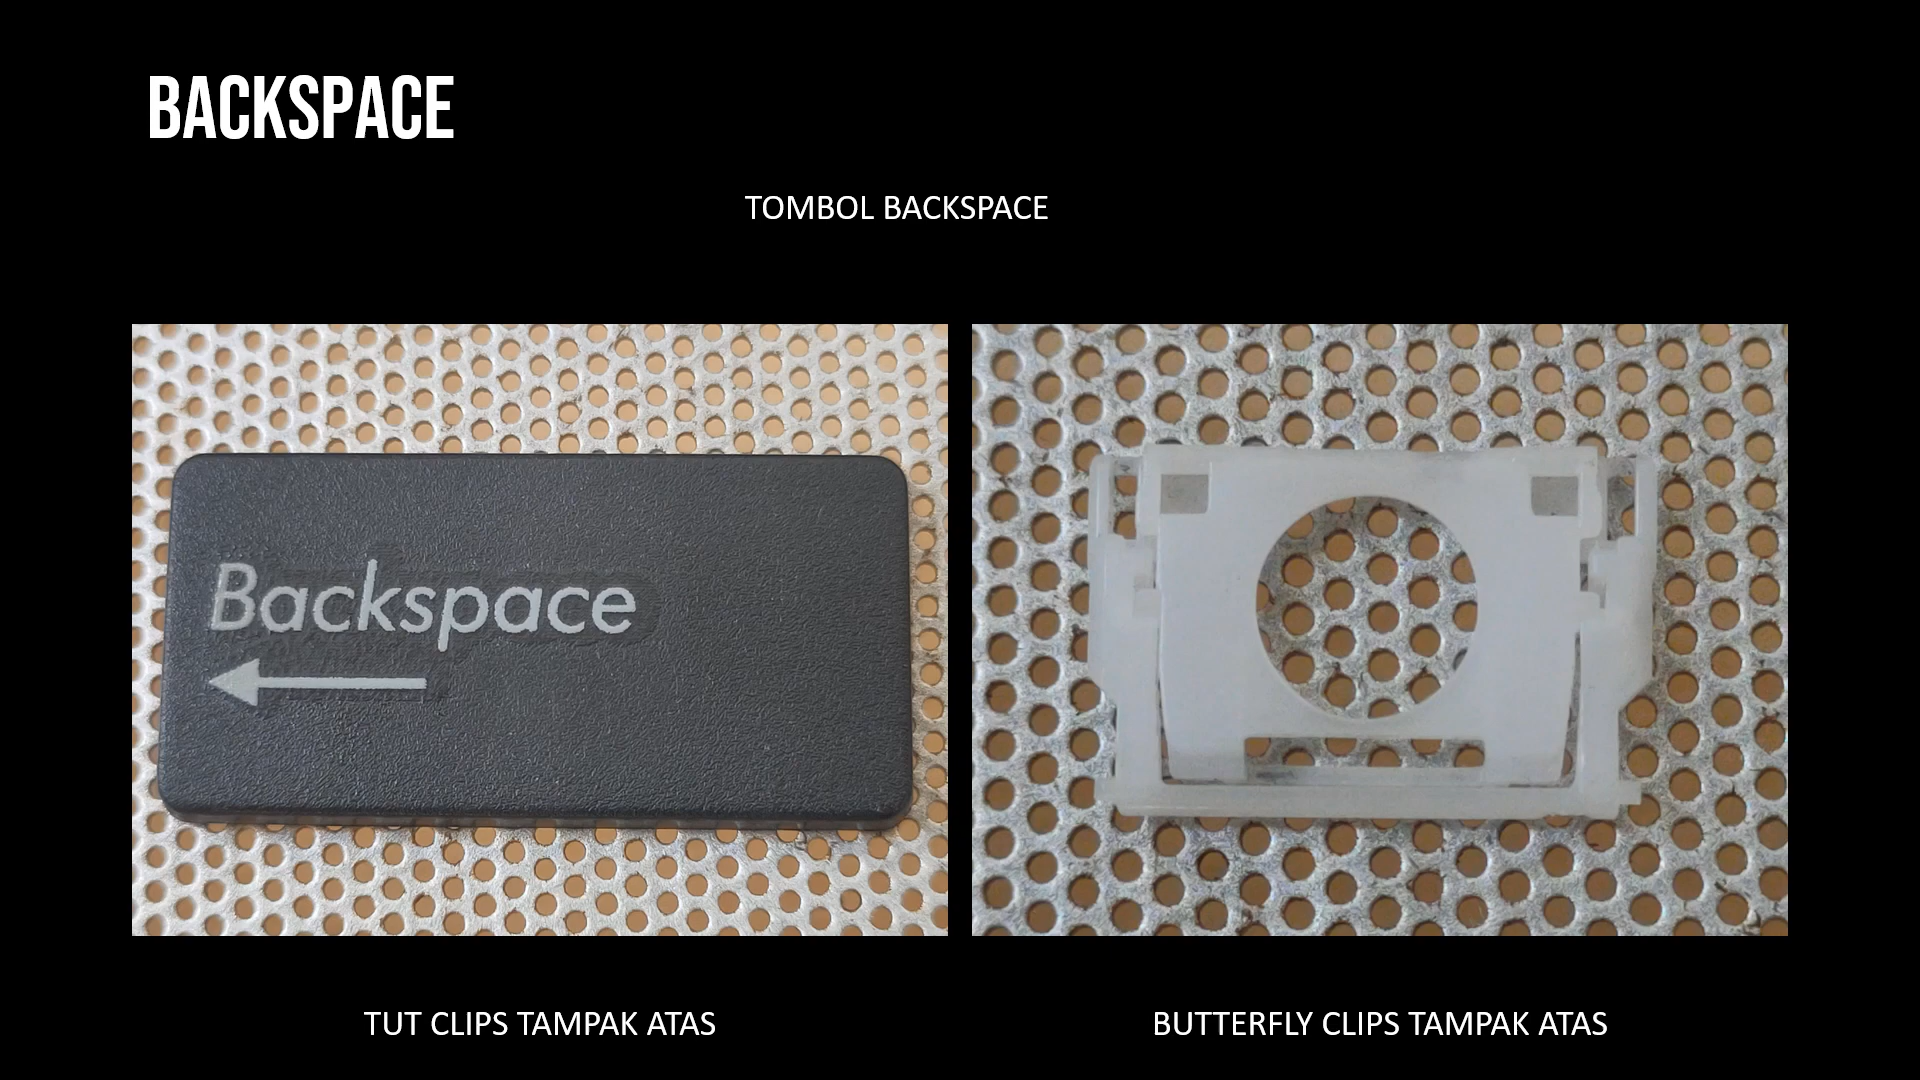 BACKSPACE
TOMBOL BACKSPACE
Backspace
TUT CLIPS TAMPAK ATAS
BUTTERFLY CLIPS TAMPAK ATAS